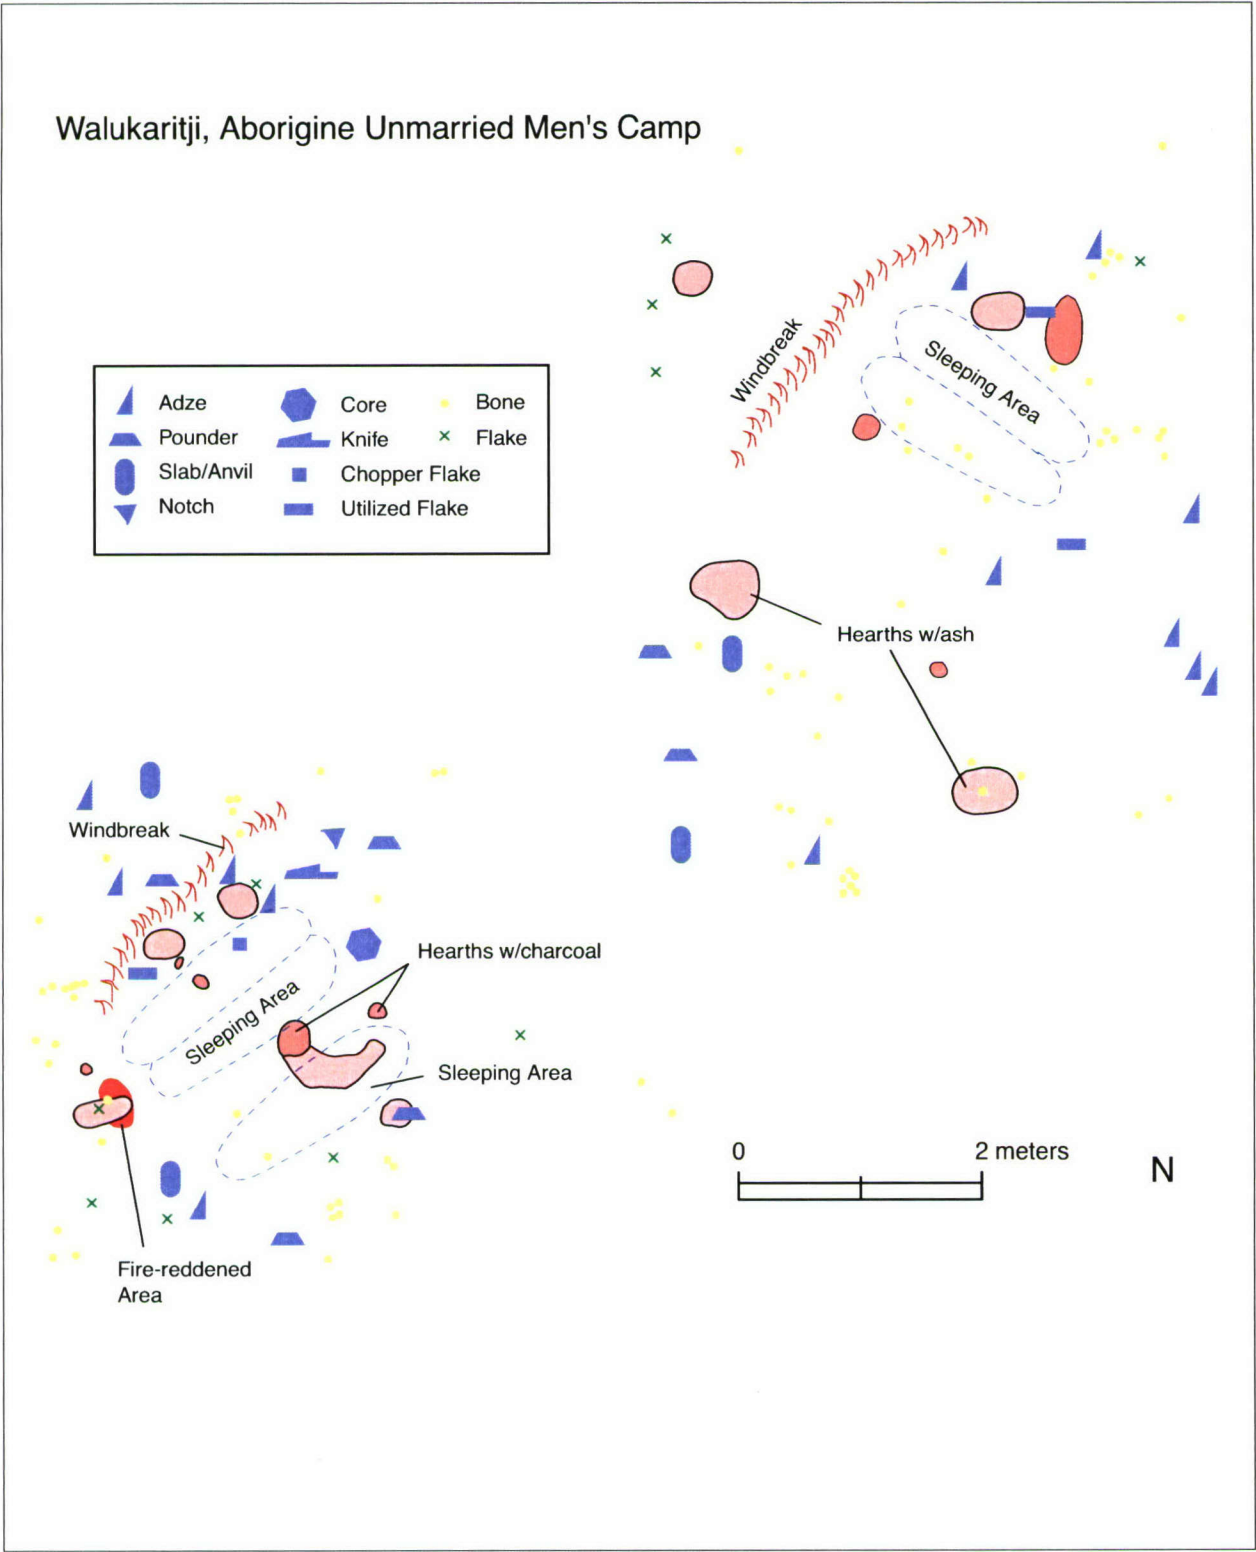 Walukaritji, Aborigine Unmarried Men's Camp
Windbreak
Sleeping Area
Adze
Core
Bone
Pounder
Knife
Flake
Slab/Anvil
Chopper Flake
Notch
Utilized Flake
Hearths w/ash
Windbreak
Hearths w/charcoal
Sleeping Area
Sleeping Area
0
2 meters
N
Fire-reddened
Area